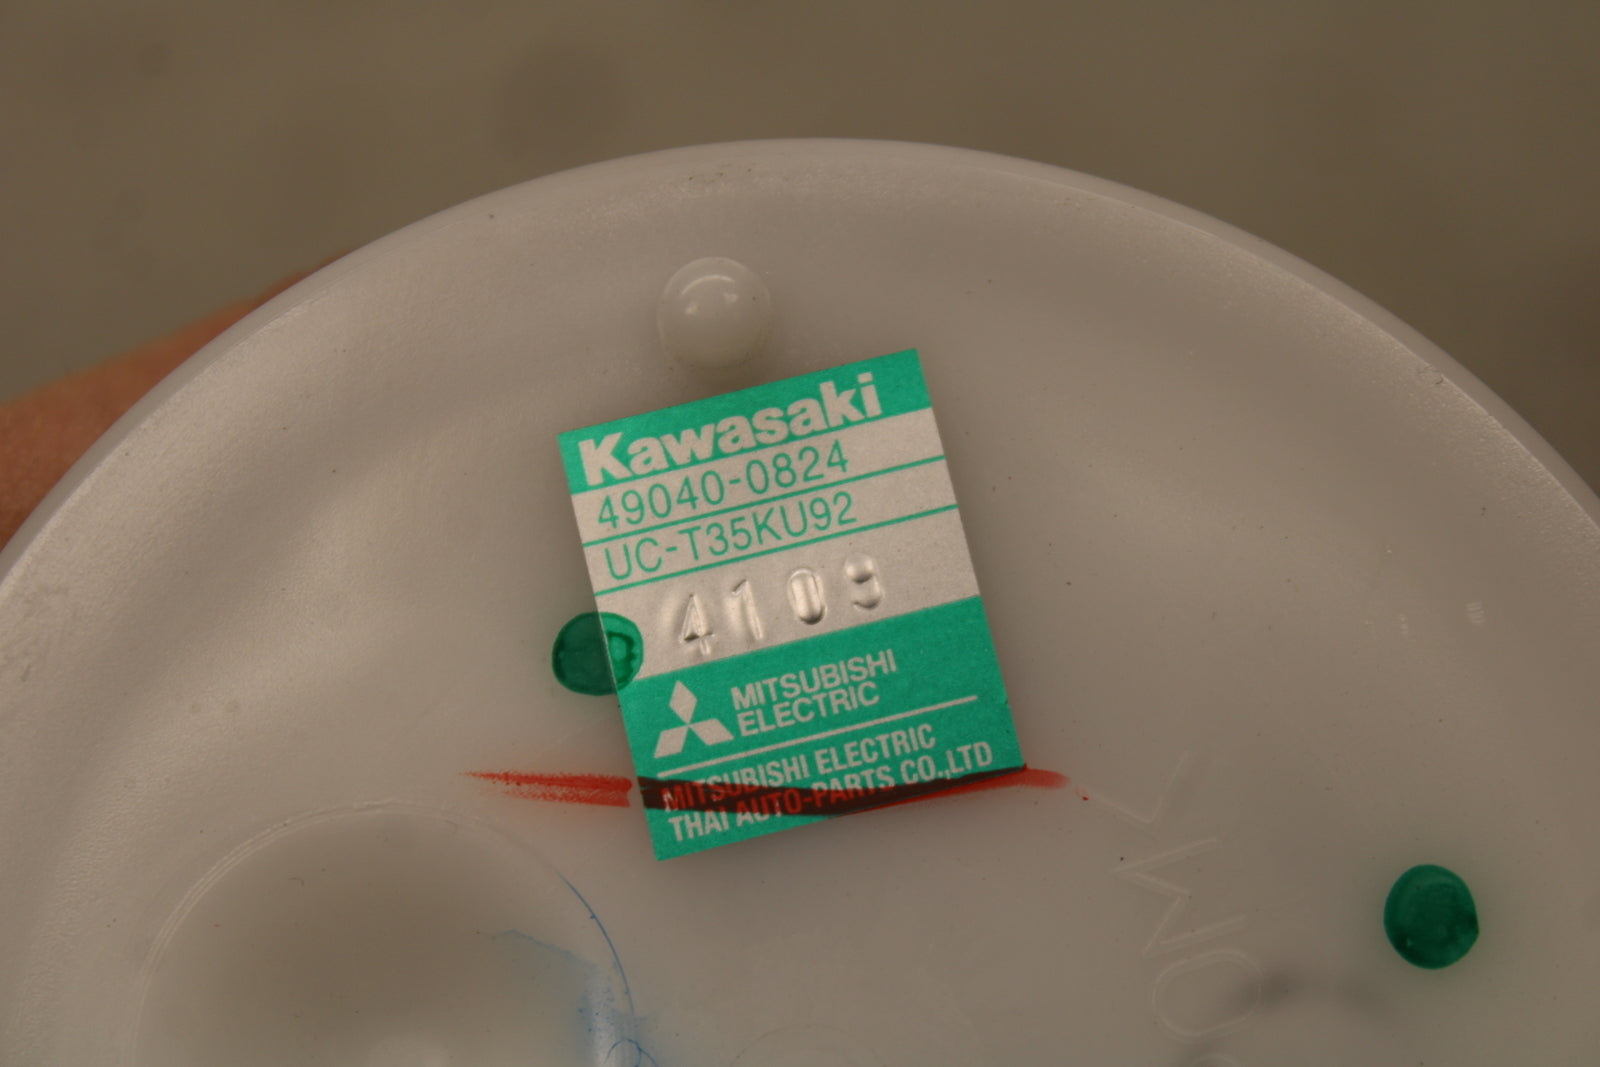 Kawasaki
49040-0824
UC-T35KU92
4109
MITSUBISHI
ELECTRIC
MITSUBISHI ELECTRIC
THAI AUTO-PARTS CO.,LTD